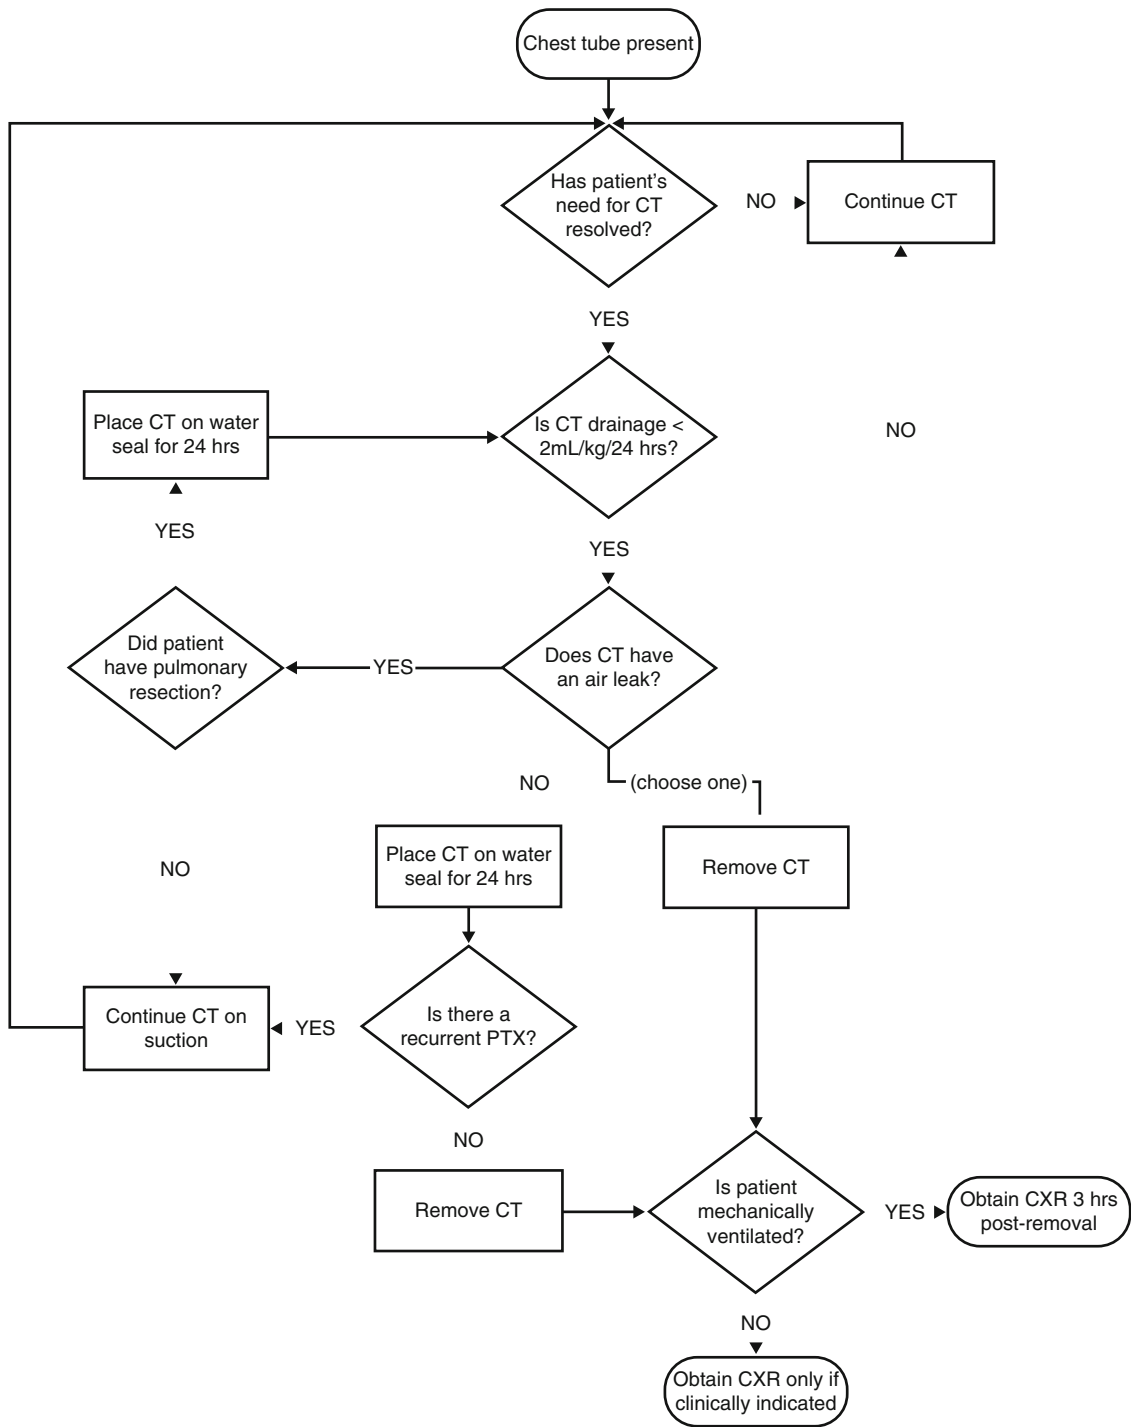 Chest tube present
Has patient's
need for CT
resolved?
NO
Continue CT
YES
Place CT on water
seal for 24 hrs
Is CT drainage <
2mL/kg/24 hrs?
NO
YES
YES
Did patient
have pulmonary
resection?
YES
Does CT have
an air leak?
NO
(choose one)
Place CT on water
seal for 24 hrs
Remove CT
NO
Continue CT on
suction
YES
Is there a
recurrent PTX?
NO
Remove CT
Is patient
mechanically
ventilated?
YES
Obtain CXR 3 hrs
post-removal
NO
Obtain CXR only if
clinically indicated